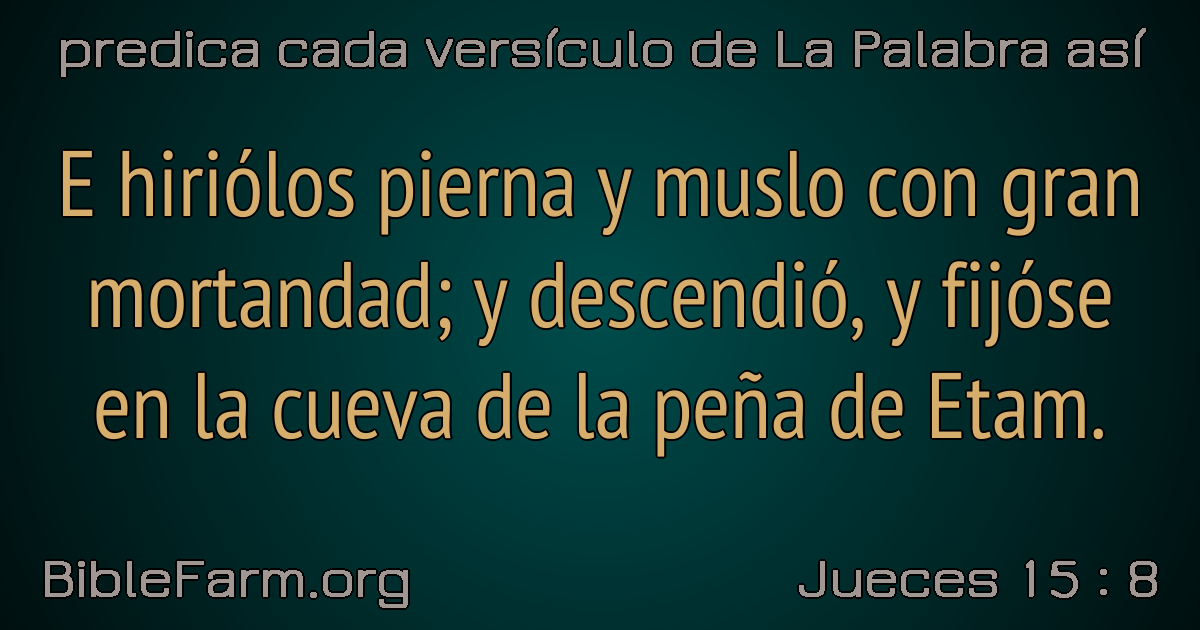 predica cada versículo de La Palabra así
E hiriólos pierna y muslo con gran
mortandad; y descendió, y fijóse
en la cueva de la peña de Etam.
BibleFarm.org
Jueces 15 : 8